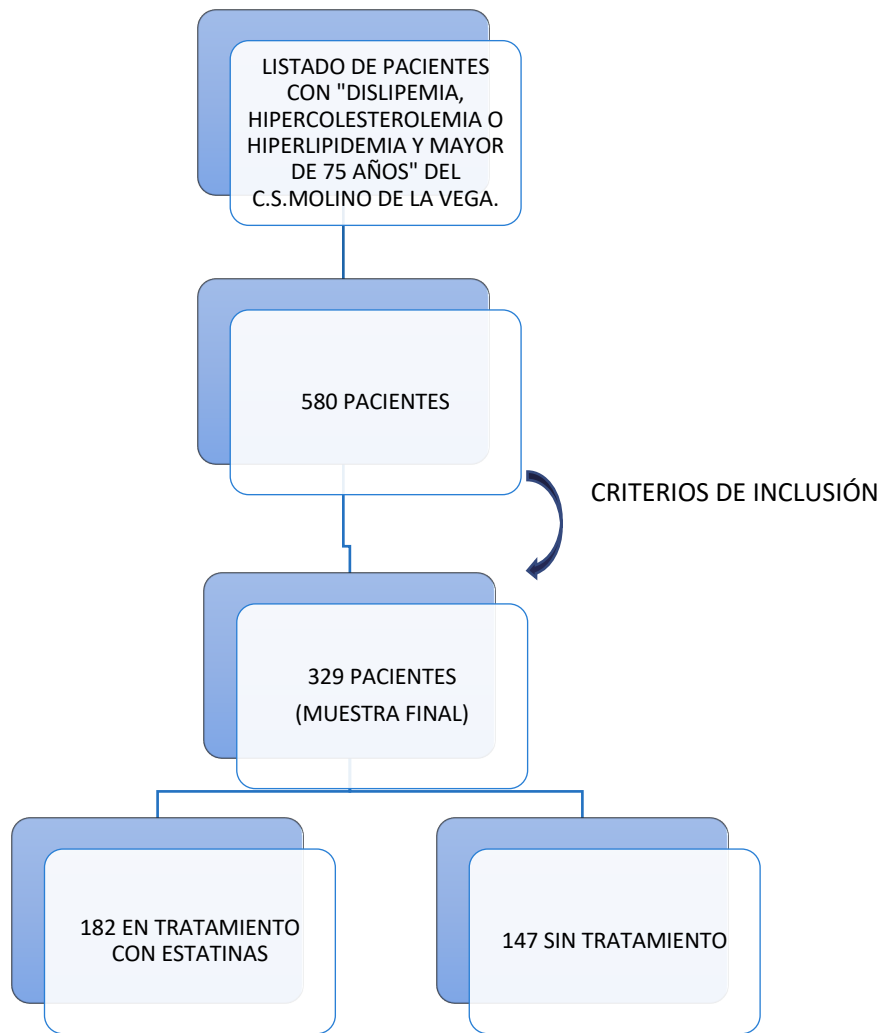 LISTADO DE PACIENTES
CON "DISLIPEMIA,
HIPERCOLESTEROLEMIA O
HIPERLIPIDEMIA Y MAYOR
DE 75 AÑOS" DEL
C.S.MOLINO DE LA VEGA.
580 PACIENTES
CRITERIOS DE INCLUSIÓN
329 PACIENTES
(MUESTRA FINAL)
182 EN TRATAMIENTO
CON ESTATINAS
147 SIN TRATAMIENTO